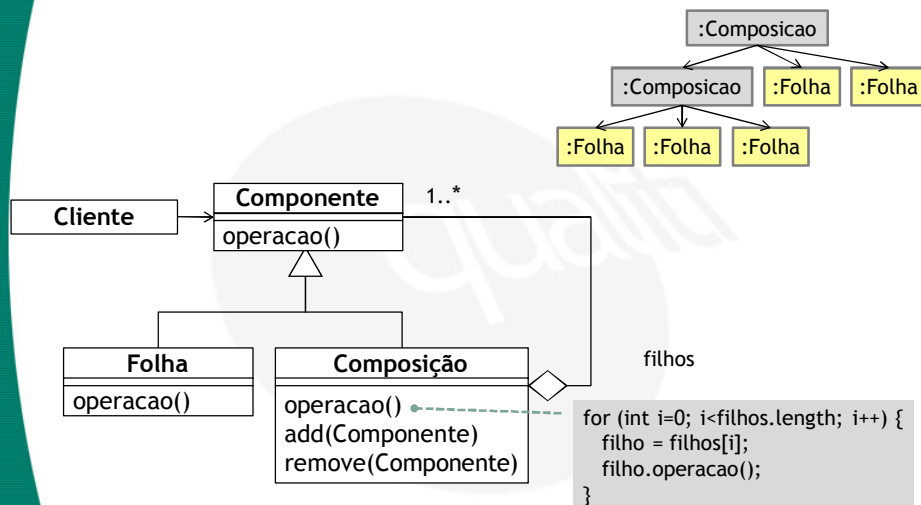 :Composicao
:Composicao :Folha :Folha
:Folha :Folha :Folha
Componente 1..*
Cliente
operacao()
Folha
operacao()
Composição
operacao()
add(Componente)
remove(Componente)
filhos
for (int i=0; i<filhos.length; i++) {
filho = filhos[i];
filho.operacao();
}
qualiti